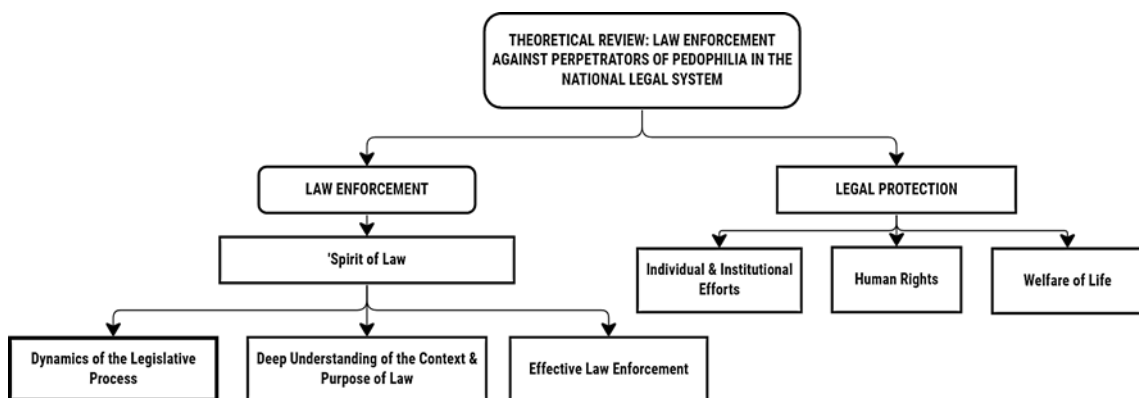 THEORETICAL REVIEW: LAW ENFORCEMENT
AGAINST PERPETRATORS OF PEDOPHILIA IN THE
NATIONAL LEGAL SYSTEM
LAW ENFORCEMENT
LEGAL PROTECTION
'Spirit of Law
Individual & Institutional
Efforts
Human Rights
Welfare of Life
Dynamics of the Legislative
Process
Deep Understanding of the Context &
Purpose of Law
Effective Law Enforcement